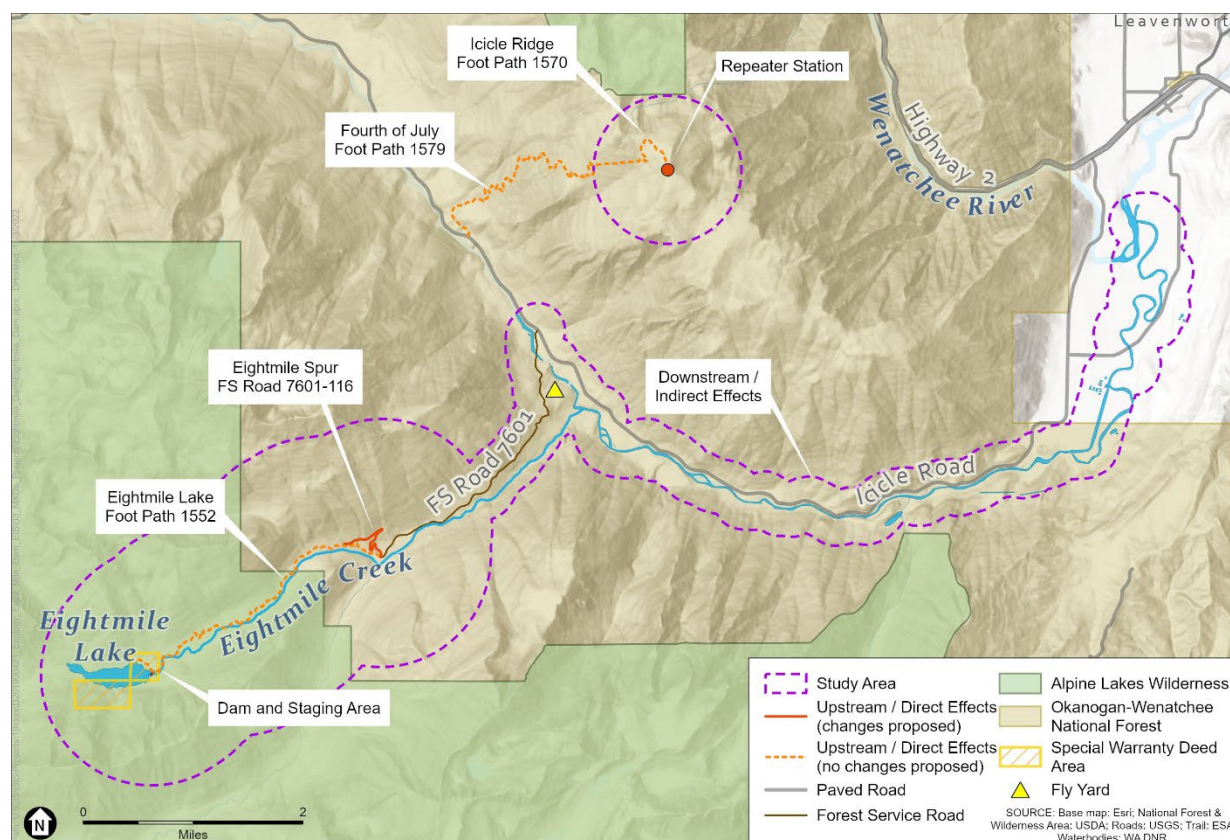 Leavenwort
Icicle Ridge
Foot Path 1570
Repeater Station
Fourth of July
Foot Path 1579
Highway 2
Wenatchee River
Eightmile Spur
FS Road 7601-116
Downstream /
Indirect Effects
FS Road 7601
Icicle Road
Eightmile Lake
Foot Path 1552
Eightmile Creek
Eightmile
Lake
Dam and Staging Area
Study Area
Upstream / Direct Effects
(changes proposed)
Upstream / Direct Effects
(no changes proposed)
Paved Road
Forest Service Road
Alpine Lakes Wilderness
Okanogan-Wenatchee
National Forest
Special Warranty Deed
Area
Fly Yard
N
0 2
Miles
SOURCE: Base map: Esri; National Forest &
Wilderness Area: USDA; Roads: USGS; Trail: ESA
Waterbodies: WA DNR